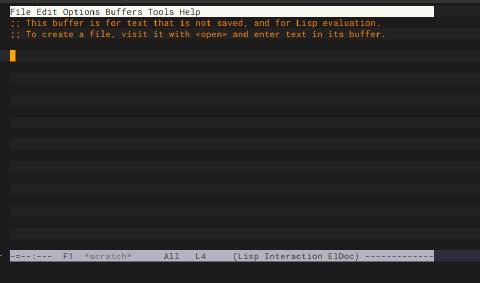 File Edit Options Buffers Tools Help
;; This buffer is for text that is not saved, and for Lisp evaluation.
;; To create a file, visit it with <open> and enter text in its buffer.
-=--:---  F1  *scratch*      All   L4     (Lisp Interaction ElDoc) -------------